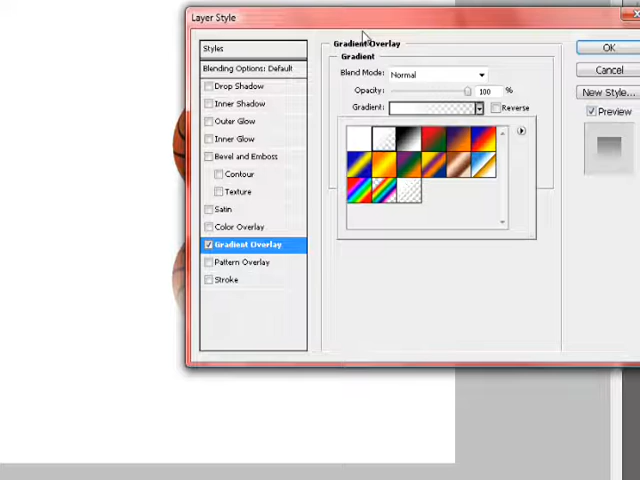 Layer Style
Styles
Blending Options: Default
Drop Shadow
Inner Shadow
Outer Glow
Inner Glow
Bevel and Emboss
Contour
Texture
Satin
Color Overlay
Gradient Overlay
Pattern Overlay
Stroke
Gradient Overlay
Gradient
Blend Mode: Normal
Opacity: 100 %
Gradient: Reverse
OK
Cancel
New Style...
Preview